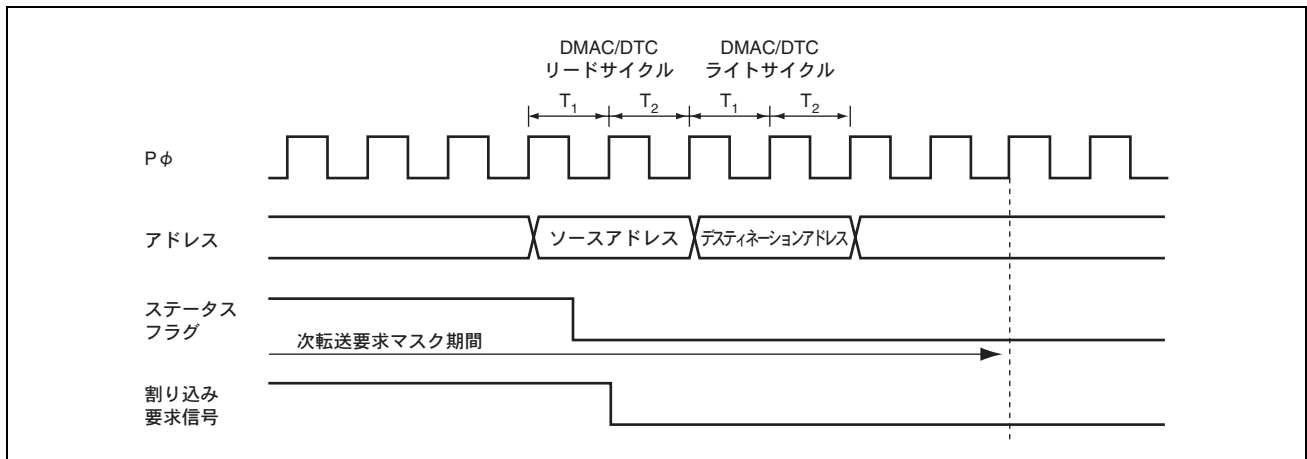 DMAC/DTC
リードサイクル
DMAC/DTC
ライトサイクル
T1
T2
T1
T2
Pφ
アドレス
ソースアドレス
デスティネーションアドレス
ステータス
フラグ
次転送要求マスク期間
割り込み
要求信号